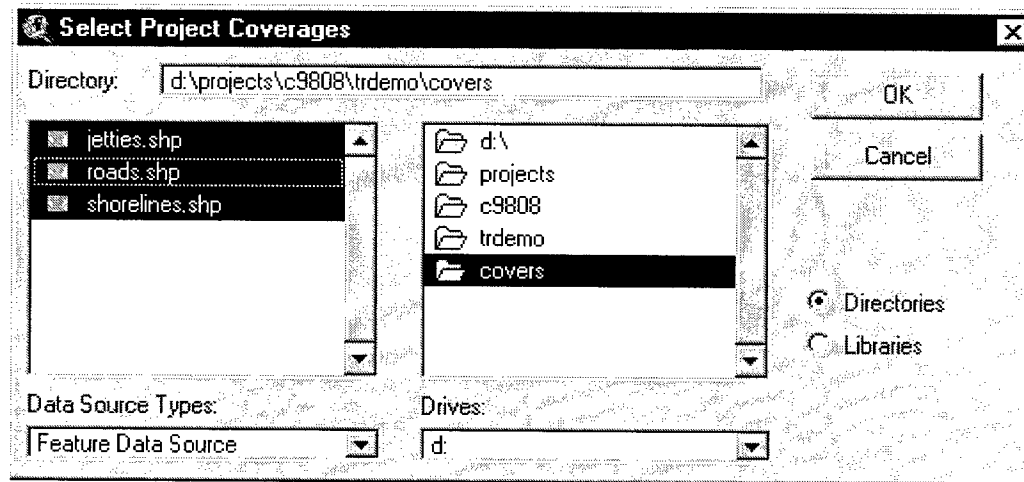 Select Project Coverages
Directory: d:\projects\c9808\trdemo\covers
OK
Cancel
jetties.shp
roads.shp
shorelines.shp
d:\
projects
c9808
trdemo
covers
Directories
Libraries
Data Source Types:
Feature Data Source
Drives:
d: